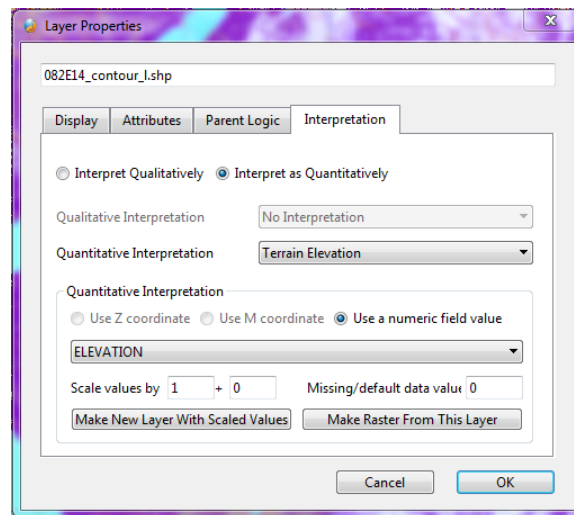 Layer Properties
x
082E14_contour_l.shp
Display Attributes Parent Logic Interpretation
Interpret Qualitatively Interpret as Quantitatively
Qualitative Interpretation No Interpretation
Quantitative Interpretation Terrain Elevation
Quantitative Interpretation
Use Z coordinate Use M coordinate Use a numeric field value
ELEVATION
Scale values by 1 + 0 Missing/default data value 0
Make New Layer With Scaled Values Make Raster From This Layer
Cancel OK